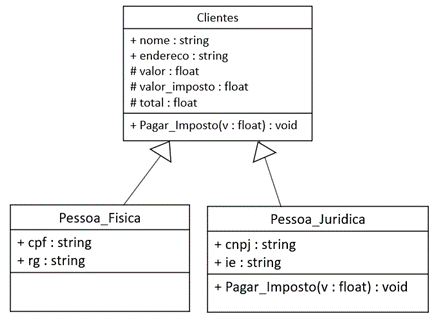 Clientes
+ nome : string
+ endereco : string
# valor : float
# valor_imposto : float
# total : float
+ Pagar_Imposto(v : float) : void
Pessoa_Fisica
+ cpf : string
+ rg : string
Pessoa_Juridica
+ cnpj : string
+ ie : string
+ Pagar_Imposto(v : float) : void